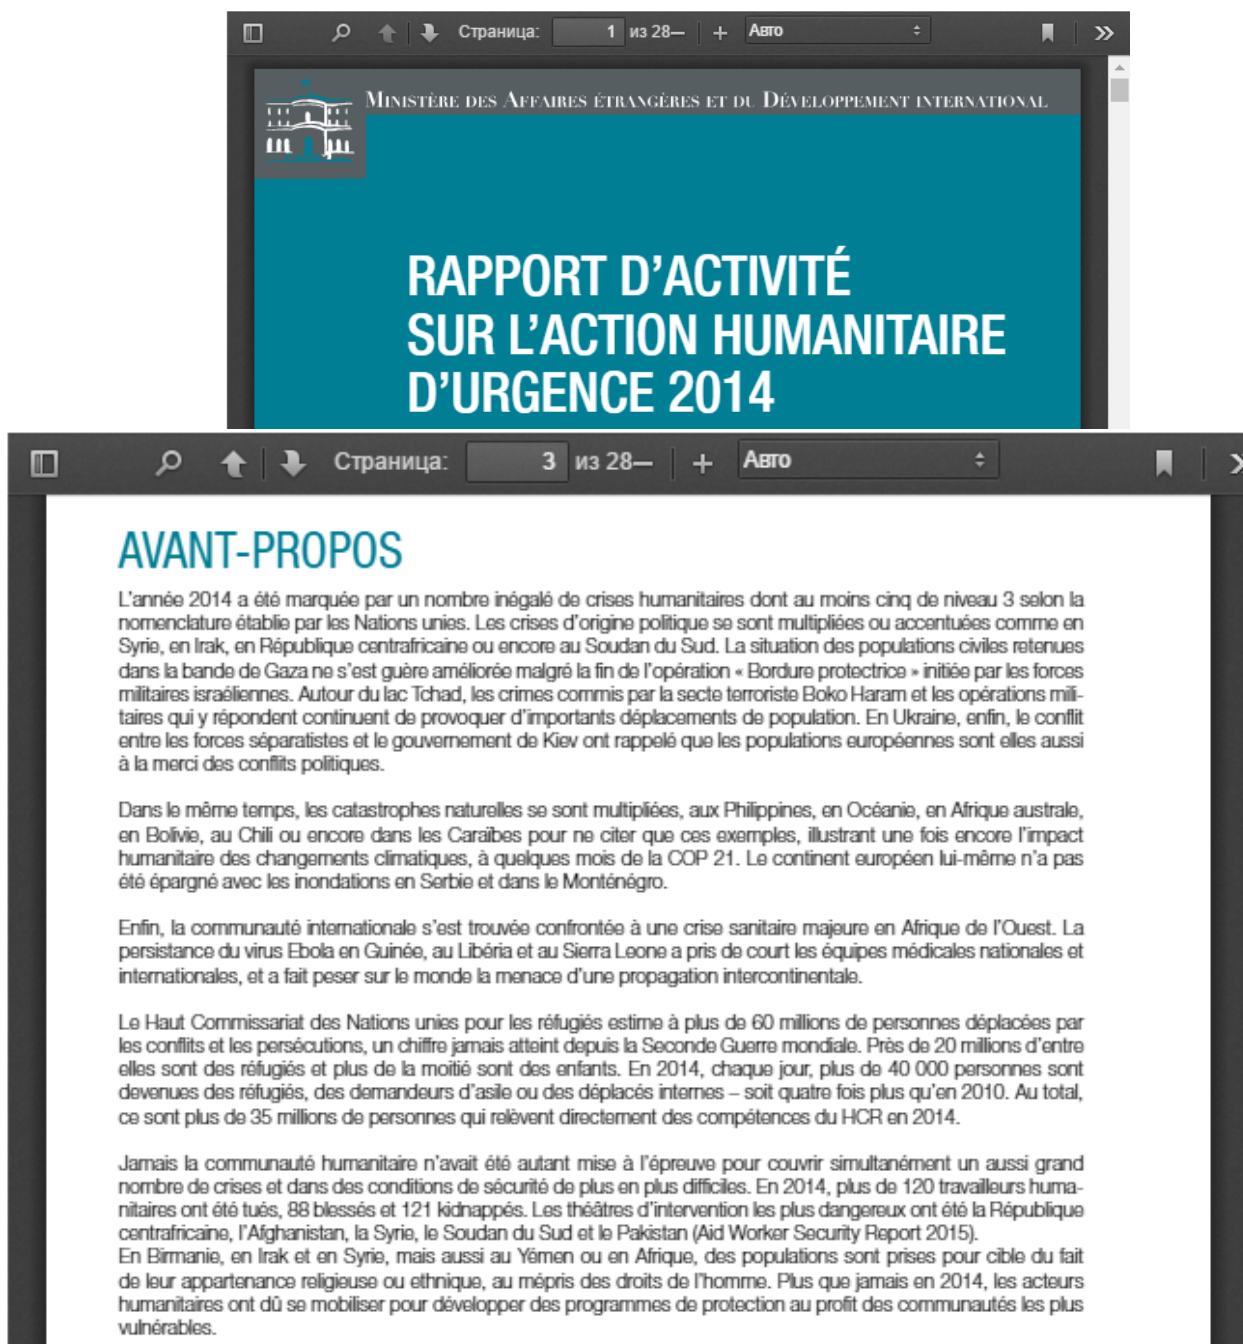 Страница: 1 из 28— Авто
MINISTÈRE DES AFFAIRES ÉTRANGÈRES ET DU DÉVELOPPEMENT INTERNATIONAL
RAPPORT D’ACTIVITÉ
SUR L’ACTION HUMANITAIRE
D’URGENCE 2014
Страница: 3 из 28— Авто
AVANT-PROPOS
L’année 2014 a été marquée par un nombre inégalé de crises humanitaires dont au moins cinq de niveau 3 selon la
nomenclature établie par les Nations unies. Les crises d’origine politique se sont multipliées ou accentuées comme en
Syrie, en Irak, en République centrafricaine ou encore au Soudan du Sud. La situation des populations civiles retenues
dans la bande de Gaza ne s’est guère améliorée malgré la fin de l’opération « Bordure protectrice » initiée par les forces
militaires israéliennes. Autour du lac Tchad, les crimes commis par la secte terroriste Boko Haram et les opérations mili-
taires qui y répondent continuent de provoquer d’importants déplacements de population. En Ukraine, enfin, le conflit
entre les forces séparatistes et le gouvernement de Kiev ont rappelé que les populations européennes sont elles aussi
à la merci des conflits politiques.
Dans le même temps, les catastrophes naturelles se sont multipliées, aux Philippines, en Océanie, en Afrique australe,
en Bolivie, au Chili ou encore dans les Caraïbes pour ne citer que ces exemples, illustrant une fois encore l’impact
humanitaire des changements climatiques, à quelques mois de la COP 21. Le continent européen lui-même n’a pas
été épargné avec les inondations en Serbie et dans le Monténégro.
Enfin, la communauté internationale s’est trouvée confrontée à une crise sanitaire majeure en Afrique de l’Ouest. La
persistance du virus Ebola en Guinée, au Libéria et au Sierra Leone a pris de court les équipes médicales nationales et
internationales, et a fait peser sur le monde la menace d’une propagation intercontinentale.
Le Haut Commissariat des Nations unies pour les réfugiés estime à plus de 60 millions de personnes déplacées par
les conflits et les persécutions, un chiffre jamais atteint depuis la Seconde Guerre mondiale. Près de 20 millions d’entre
elles sont des réfugiés et plus de la moitié sont des enfants. En 2014, chaque jour, plus de 40 000 personnes sont
devenues des réfugiés, des demandeurs d’asile ou des déplacés internes – soit quatre fois plus qu’en 2010. Au total,
ce sont plus de 35 millions de personnes qui relèvent directement des compétences du HCR en 2014.
Jamais la communauté humanitaire n’avait été autant mise à l’épreuve pour couvrir simultanément un aussi grand
nombre de crises et dans des conditions de sécurité de plus en plus difficiles. En 2014, plus de 120 travailleurs huma-
nitaires ont été tués, 88 blessés et 121 kidnappés. Les théâtres d’intervention les plus dangereux ont été la République
centrafricaine, l’Afghanistan, la Syrie, le Soudan du Sud et le Pakistan (Aid Worker Security Report 2015).
En Birmanie, en Irak et en Syrie, mais aussi au Yémen ou en Afrique, des populations sont prises pour cible du fait
de leur appartenance religieuse ou ethnique, au mépris des droits de l’homme. Plus que jamais en 2014, les acteurs
humanitaires ont dû se mobiliser pour développer des programmes de protection au profit des communautés les plus
vulnérables.